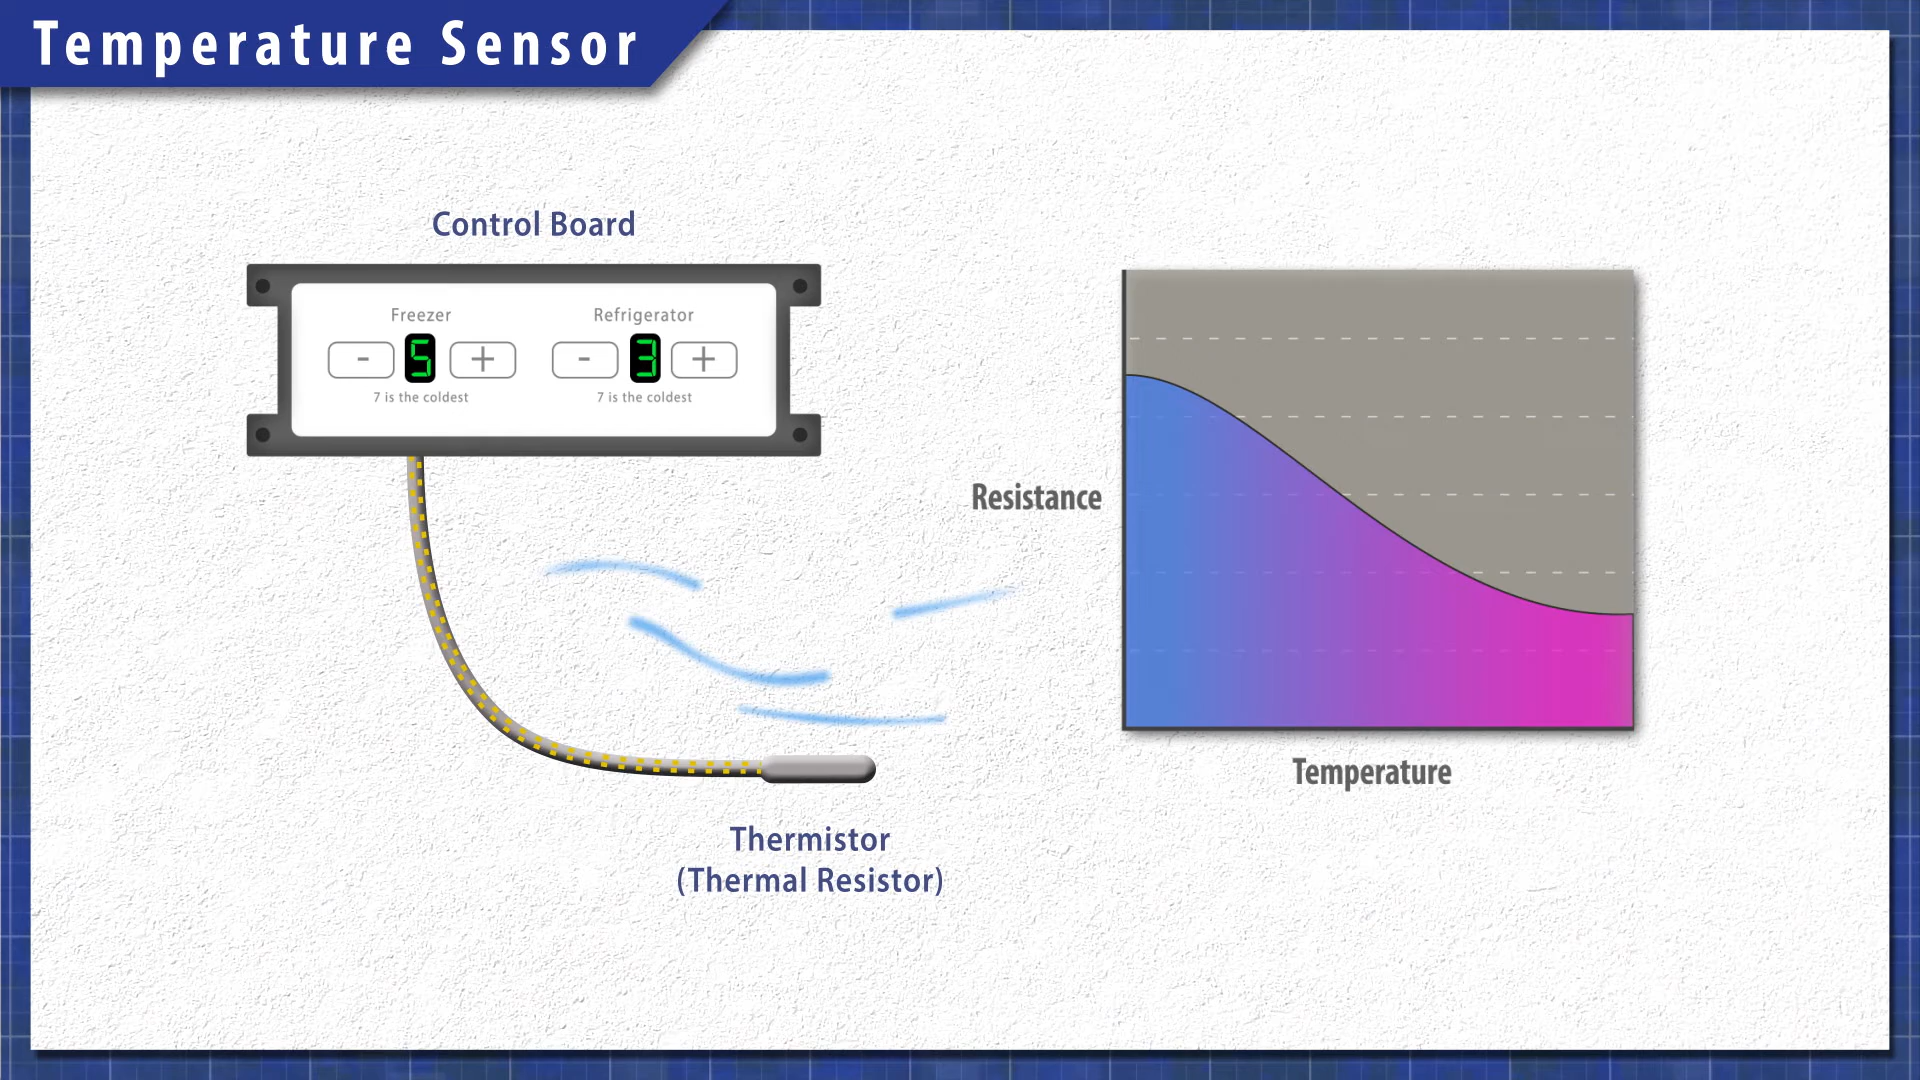 Temperature Sensor
Control Board
Freezer
Refrigerator
- 5 +
- 3 +
7 is the coldest
7 is the coldest
Resistance
Temperature
Thermistor
(Thermal Resistor)